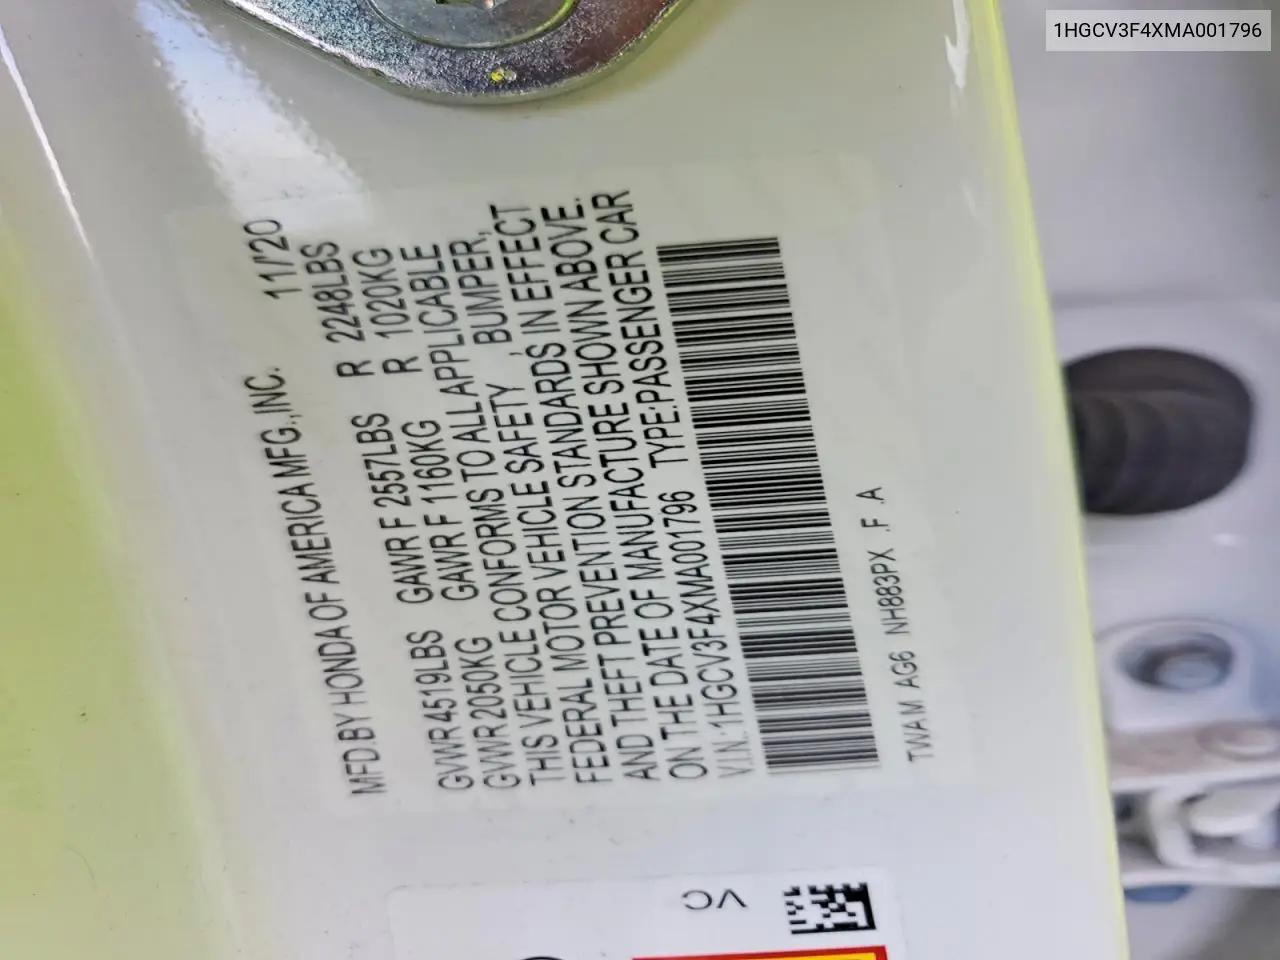 1HGCV3F4XMA001796
MFD.BY HONDA OF AMERICA MFG.,INC. 11/'20
GVWR 4519LBS GAWR F 2557LBS R 2248LBS
GVWR 2050KG GAWR F 1160KG R 1020KG
THIS VEHICLE CONFORMS TO ALL APPLICABLE
FEDERAL MOTOR VEHICLE SAFETY , BUMPER,
AND THEFT PREVENTION STANDARDS IN EFFECT
ON THE DATE OF MANUFACTURE SHOWN ABOVE.
V.I.N.:1HGCV3F4XMA001796 TYPE:PASSENGER CAR
TWAM AG6 NH883PX .F .A
VC